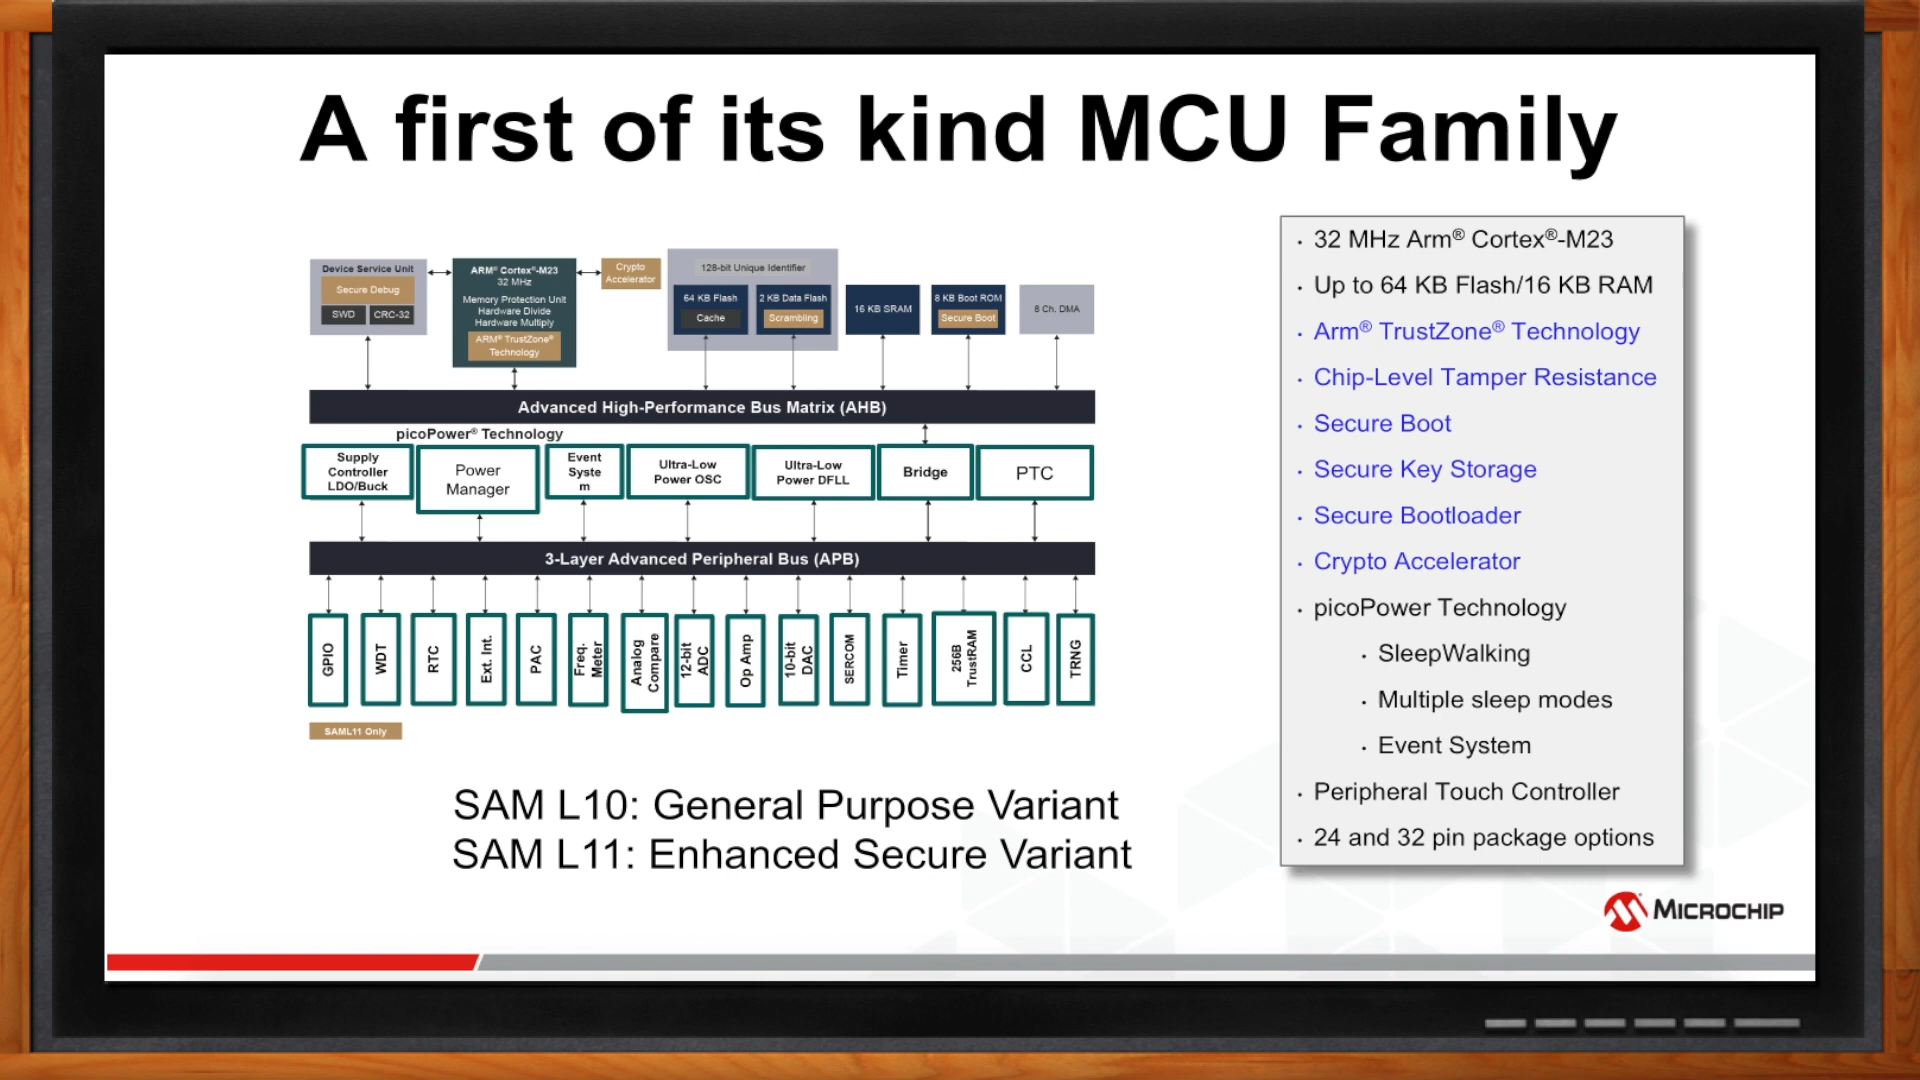 A first of its kind MCU Family
Device Service Unit
Secure Debug
SWD
CRC-32
ARM® Cortex®-M23
32 MHz
Memory Protection Unit
Hardware Divide
Hardware Multiply
ARM® TrustZone®
Technology
Crypto
Accelerator
128-bit Unique Identifier
64 KB Flash
Cache
2 KB Data Flash
Scrambling
16 KB SRAM
8 KB Boot ROM
Secure Boot
8 Ch. DMA
Advanced High-Performance Bus Matrix (AHB)
picoPower® Technology
Supply
Controller
LDO/Buck
Power
Manager
Event
Syste
m
Ultra-Low
Power OSC
Ultra-Low
Power DFLL
Bridge
PTC
3-Layer Advanced Peripheral Bus (APB)
GPIO
WDT
RTC
Ext. Int.
PAC
Freq.
Meter
Analog
Compare
12-bit
ADC
Op Amp
10-bit
DAC
SERCOM
Timer
256B
TrustRAM
CCL
TRNG
SAML11 Only
SAM L10: General Purpose Variant
SAM L11: Enhanced Secure Variant
· 32 MHz Arm® Cortex®-M23
· Up to 64 KB Flash/16 KB RAM
· Arm® TrustZone® Technology
· Chip-Level Tamper Resistance
· Secure Boot
· Secure Key Storage
· Secure Bootloader
· Crypto Accelerator
· picoPower Technology
· SleepWalking
· Multiple sleep modes
· Event System
· Peripheral Touch Controller
· 24 and 32 pin package options
MICROCHIP